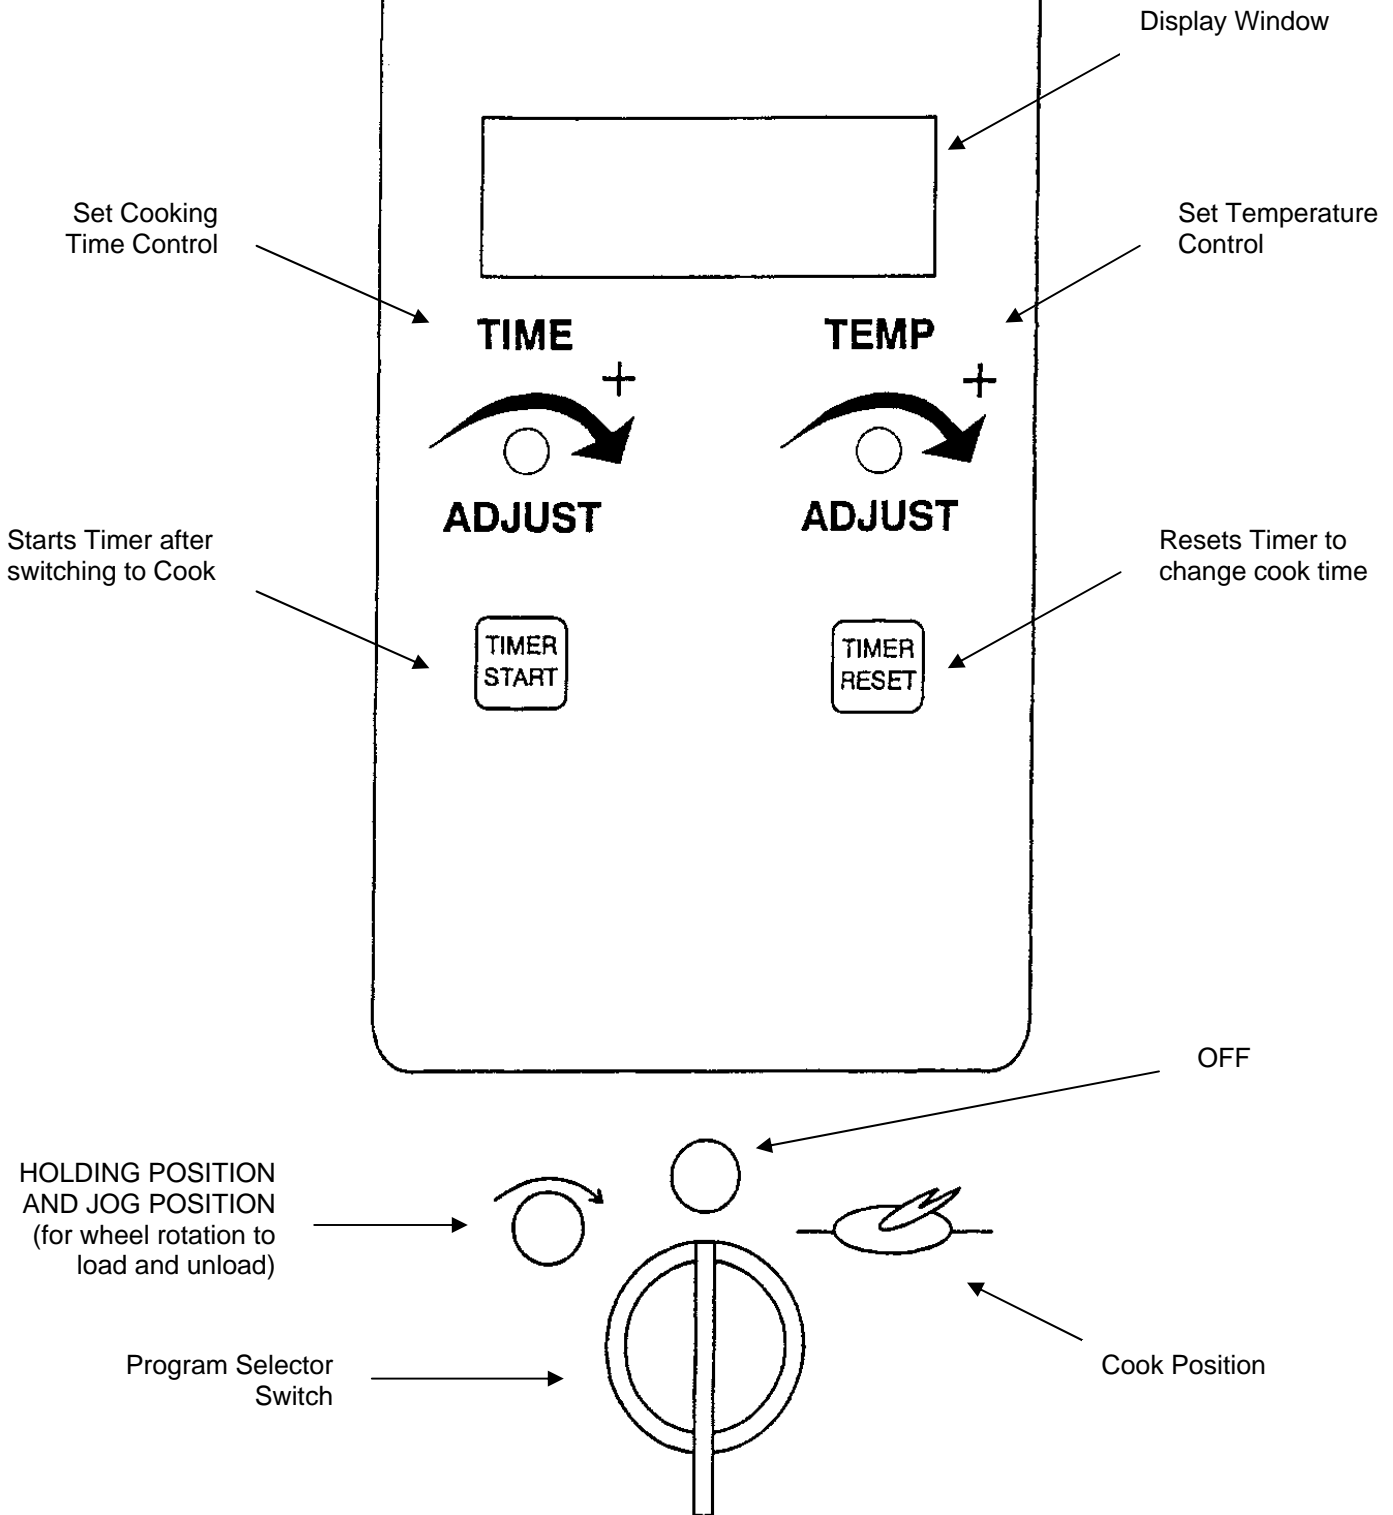 Display Window
Set Cooking
Time Control
Set Temperature
Control
TIME
TEMP
+
+
ADJUST
ADJUST
Starts Timer after
switching to Cook
Resets Timer to
change cook time
TIMER
START
TIMER
RESET
OFF
HOLDING POSITION
AND JOG POSITION
(for wheel rotation to
load and unload)
Program Selector
Switch
Cook Position